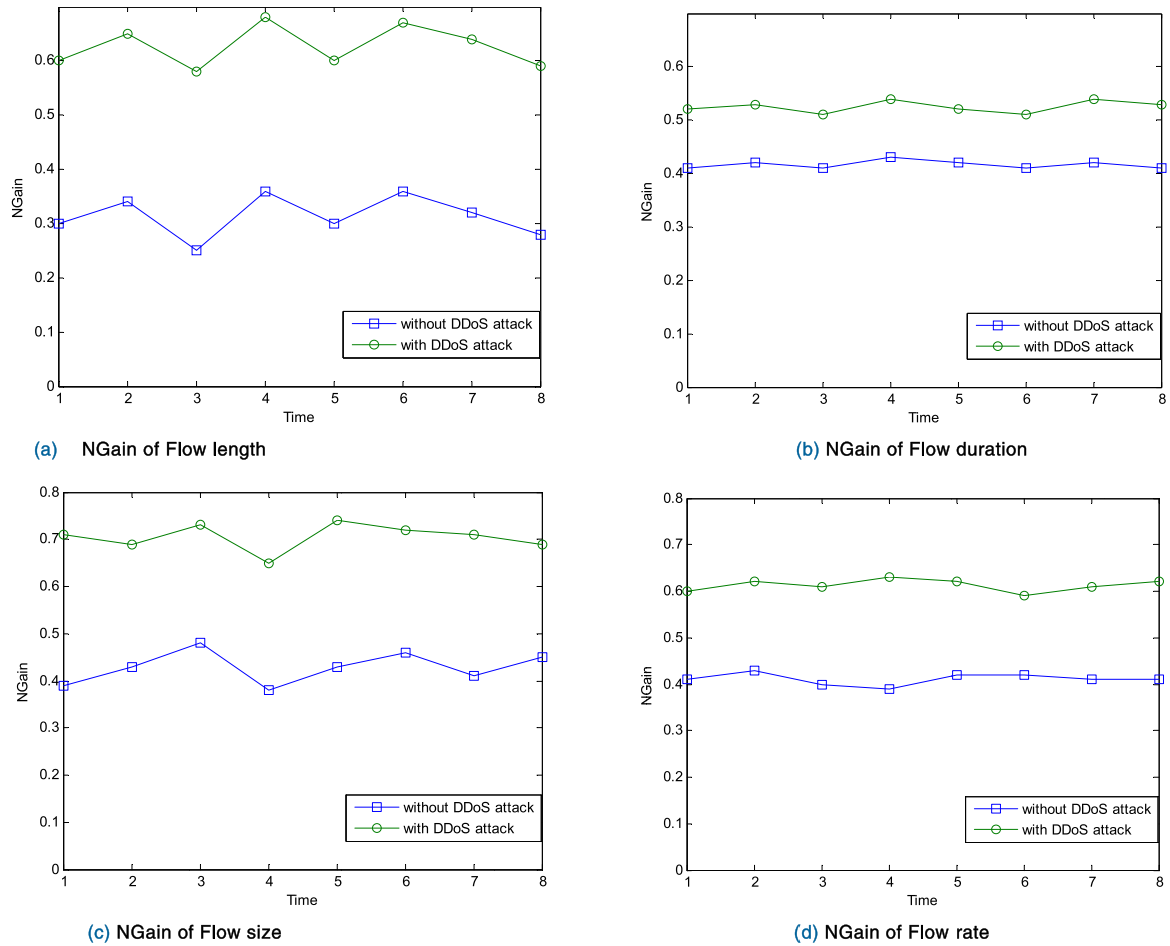 0.6
0.5
0.4
0.3
0.2
0.1
0
NGain
1 2 3 4 5 6 7 8
Time
without DDoS attack
with DDoS attack
(a) NGain of Flow length
0.6
0.5
0.4
0.3
0.2
0.1
0
NGain
1 2 3 4 5 6 7 8
Time
without DDoS attack
with DDoS attack
(b) NGain of Flow duration
0.8
0.7
0.6
0.5
0.4
0.3
0.2
0.1
0
NGain
1 2 3 4 5 6 7 8
Time
without DDoS attack
with DDoS attack
(c) NGain of Flow size
0.8
0.7
0.6
0.5
0.4
0.3
0.2
0.1
0
NGain
1 2 3 4 5 6 7 8
Time
without DDoS attack
with DDoS attack
(d) NGain of Flow rate